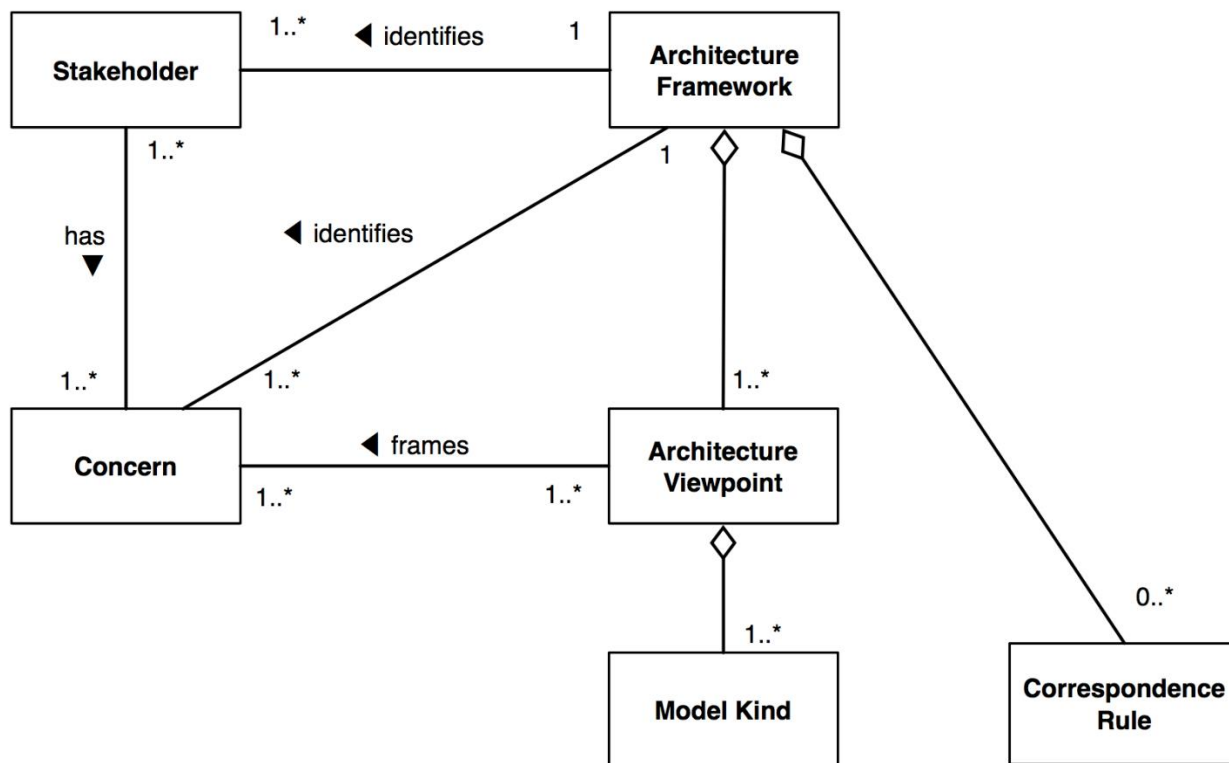 1..*
◀ identifies
1
Stakeholder
Architecture
Framework
1..*
1
has
▼
◀ identifies
1..*
1..*
1..*
◀ frames
Concern
Architecture
Viewpoint
1..*
1..*
0..*
1..*
Model Kind
Correspondence
Rule